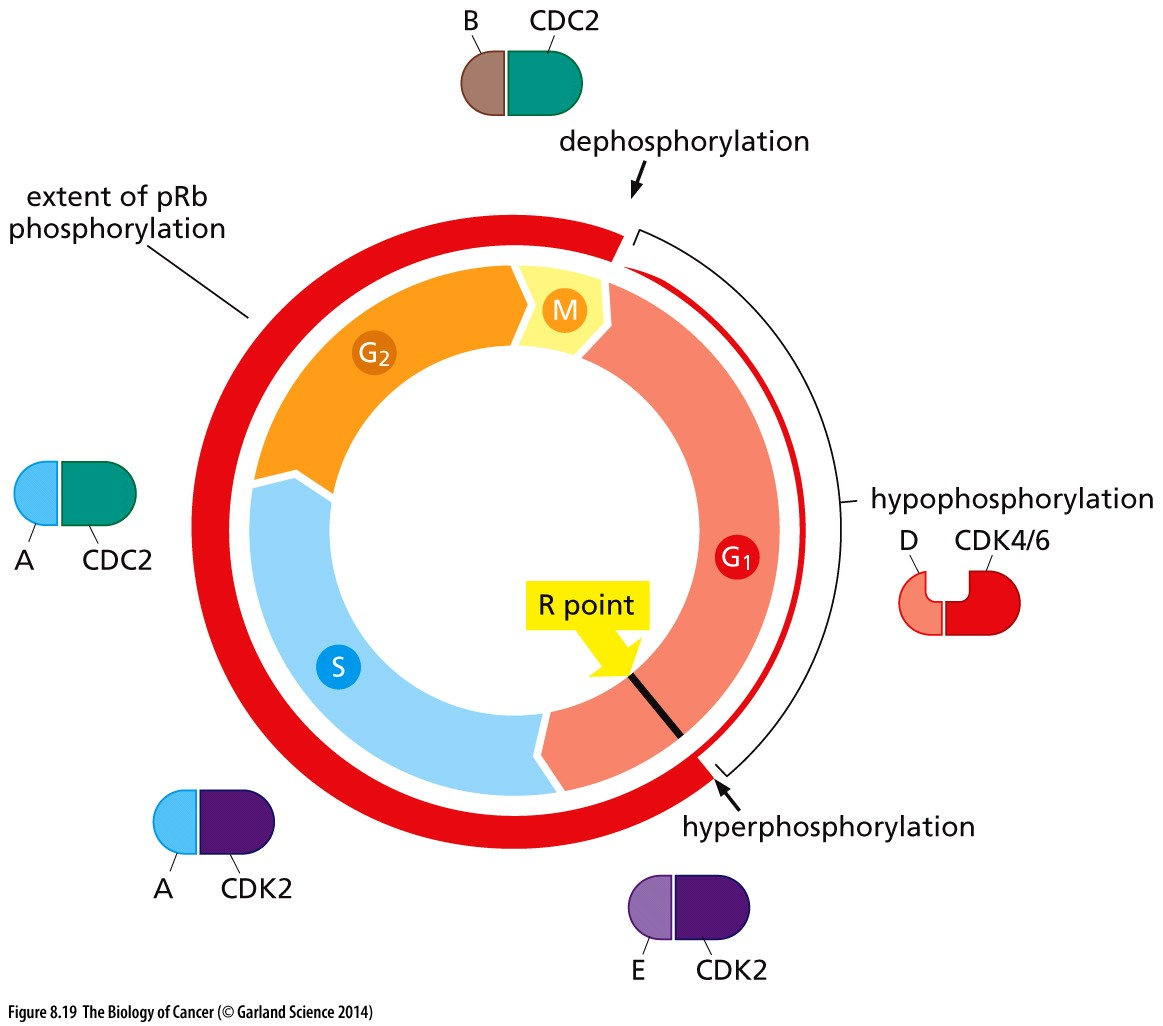 B CDC2
dephosphorylation
extent of pRb
phosphorylation
M
G2
hypophosphorylation
D CDK4/6
A CDC2
G1
R point
S
hyperphosphorylation
A CDK2
E CDK2
Figure 8.19 The Biology of Cancer (© Garland Science 2014)